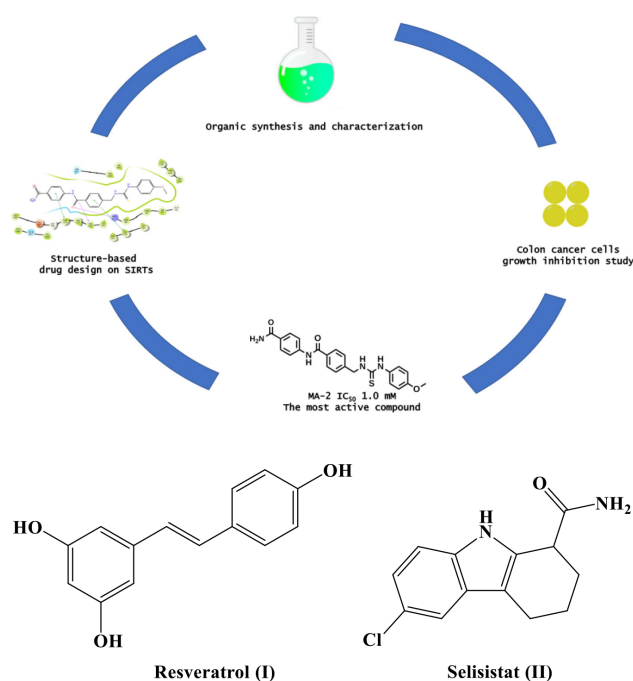 Organic synthesis and characterization
Structure-based
drug design on SIRTs
Colon cancer cells
growth inhibition study
H₂N
O
N
H
O
H
N
H
N
S
O
MA-2 IC₅₀ 1.0 mM
The most active compound
OH
HO
OH
O
NH₂
H
N
Cl
Resveratrol (I)
Selisistat (II)